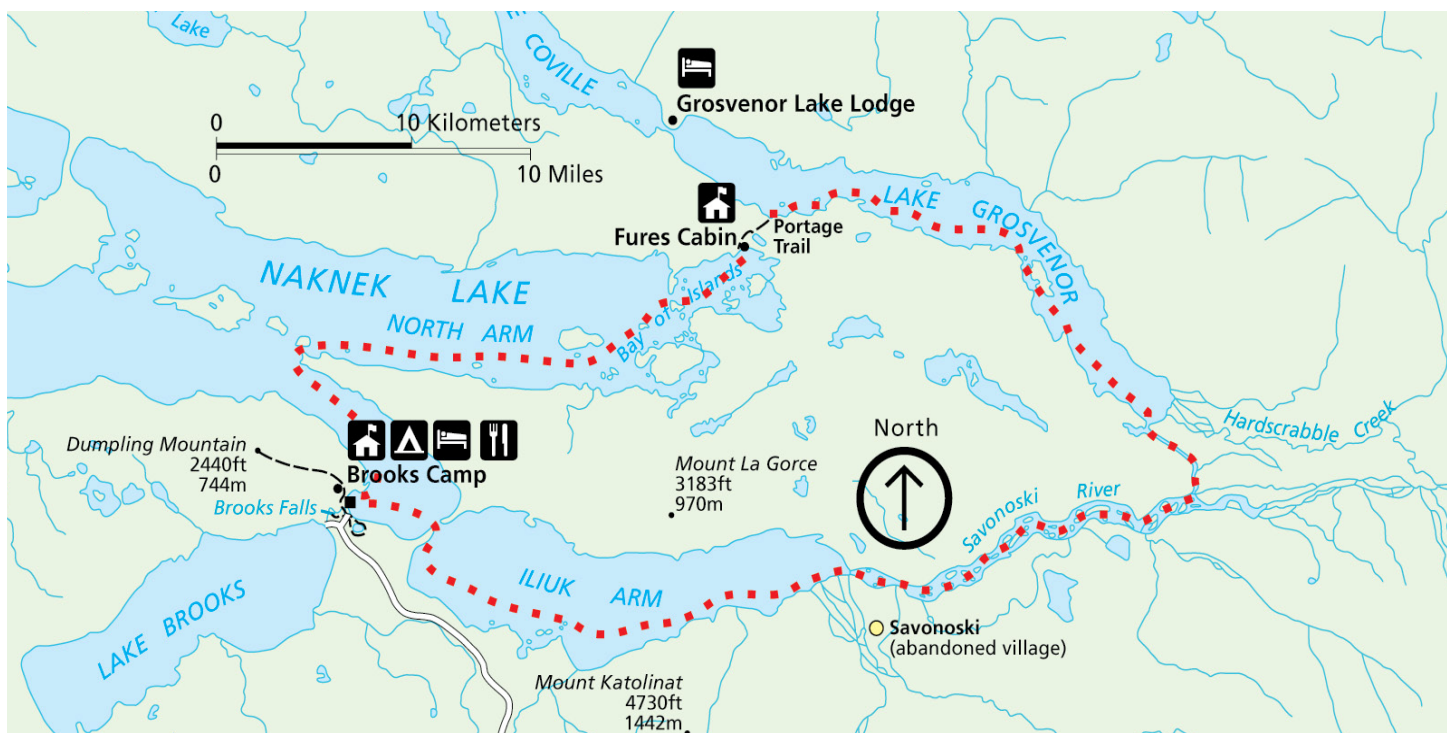 Lake
E
COVILLE
Grosvenor Lake Lodge
0 10 Kilometers
0 10 Miles
LAKE GROSVENOR
Fures Cabin
Portage
Trail
NAKNEK LAKE
NORTH ARM
Bay of Islands
Hardscrabble Creek
North
Dumpling Mountain
2440ft
744m
Brooks Camp
Brooks Falls
Mount La Gorce
3183ft
970m
Savonoski River
ILIUK ARM
LAKE BROOKS
Savonoski
(abandoned village)
Mount Katolinat
4730ft
1442m